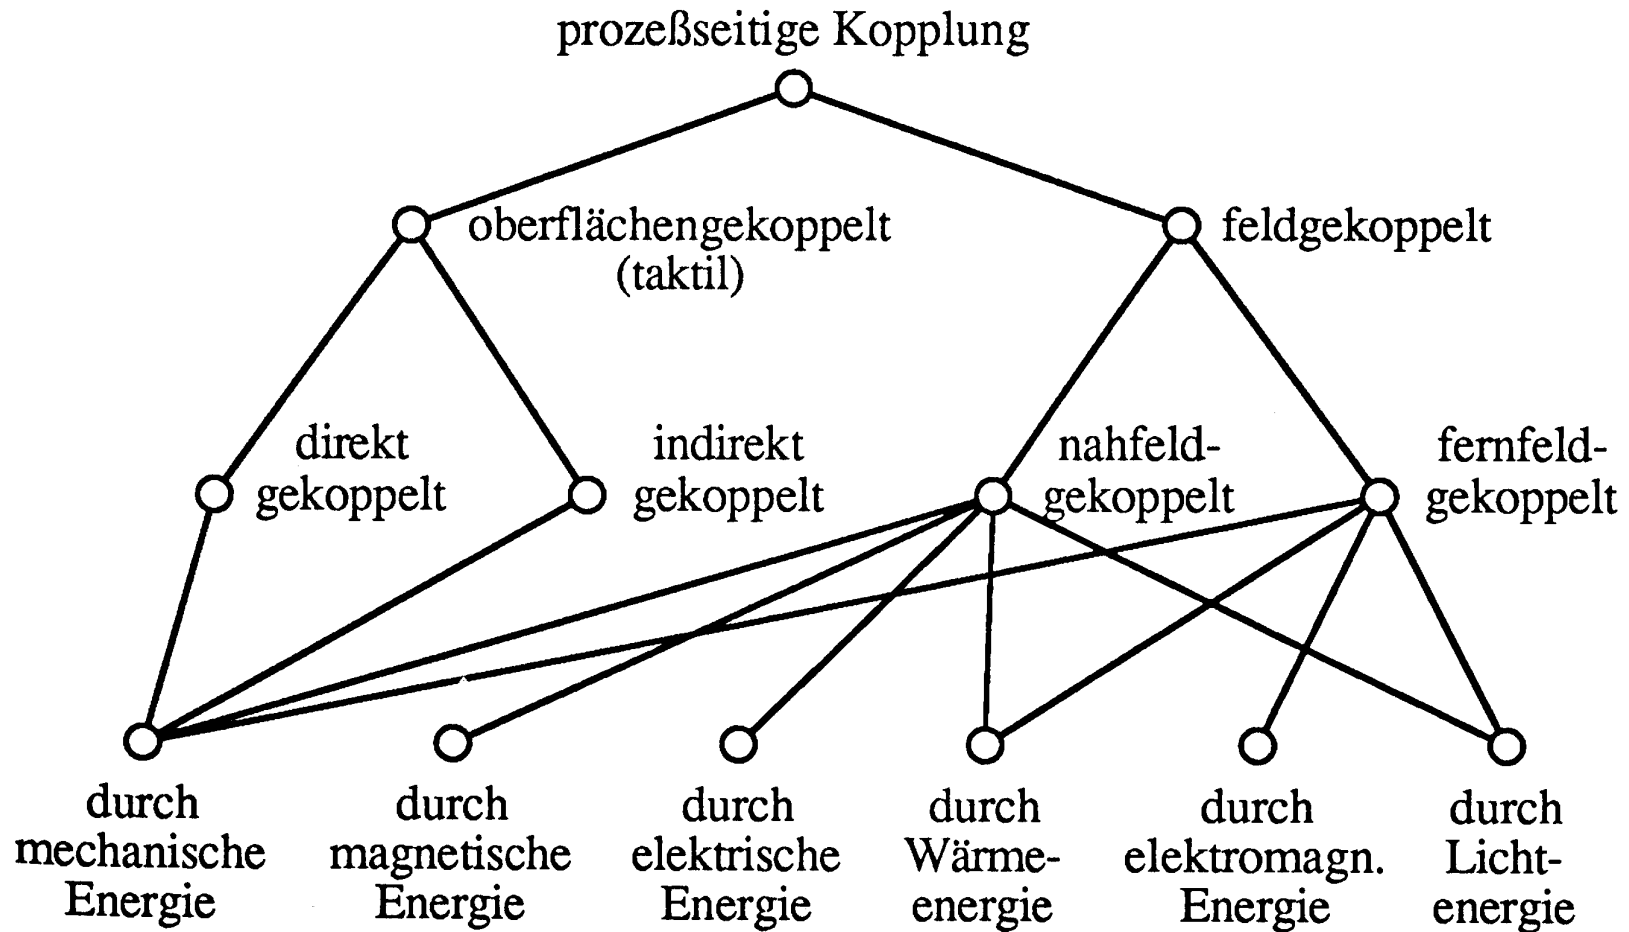 prozeßseitige Kopplung
oberflächengekoppelt
(taktil)
feldgekoppelt
direkt
gekoppelt
indirekt
gekoppelt
nahfeld-
gekoppelt
fernfeld-
gekoppelt
durch
mechanische
Energie
durch
magnetische
Energie
durch
elektrische
Energie
durch
Wärme-
energie
durch
elektromagn.
Energie
durch
Licht-
energie